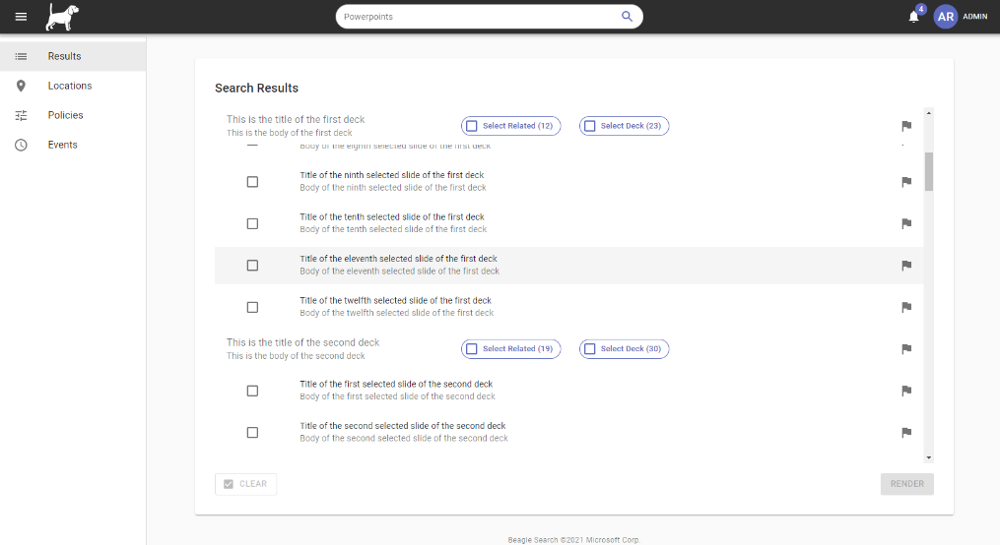 Powerpoints
4
AR
ADMIN
Results
Locations
Policies
Events
Search Results
This is the title of the first deck
This is the body of the first deck
Select Related (12)
Select Deck (23)
Body of the eighth selected slide of the first deck
Title of the ninth selected slide of the first deck
Body of the ninth selected slide of the first deck
Title of the tenth selected slide of the first deck
Body of the tenth selected slide of the first deck
Title of the eleventh selected slide of the first deck
Body of the eleventh selected slide of the first deck
Title of the twelfth selected slide of the first deck
Body of the twelfth selected slide of the first deck
This is the title of the second deck
This is the body of the second deck
Select Related (19)
Select Deck (30)
Title of the first selected slide of the second deck
Body of the first selected slide of the second deck
Title of the second selected slide of the second deck
Body of the second selected slide of the second deck
CLEAR
RENDER
Beagle Search ©2021 Microsoft Corp.